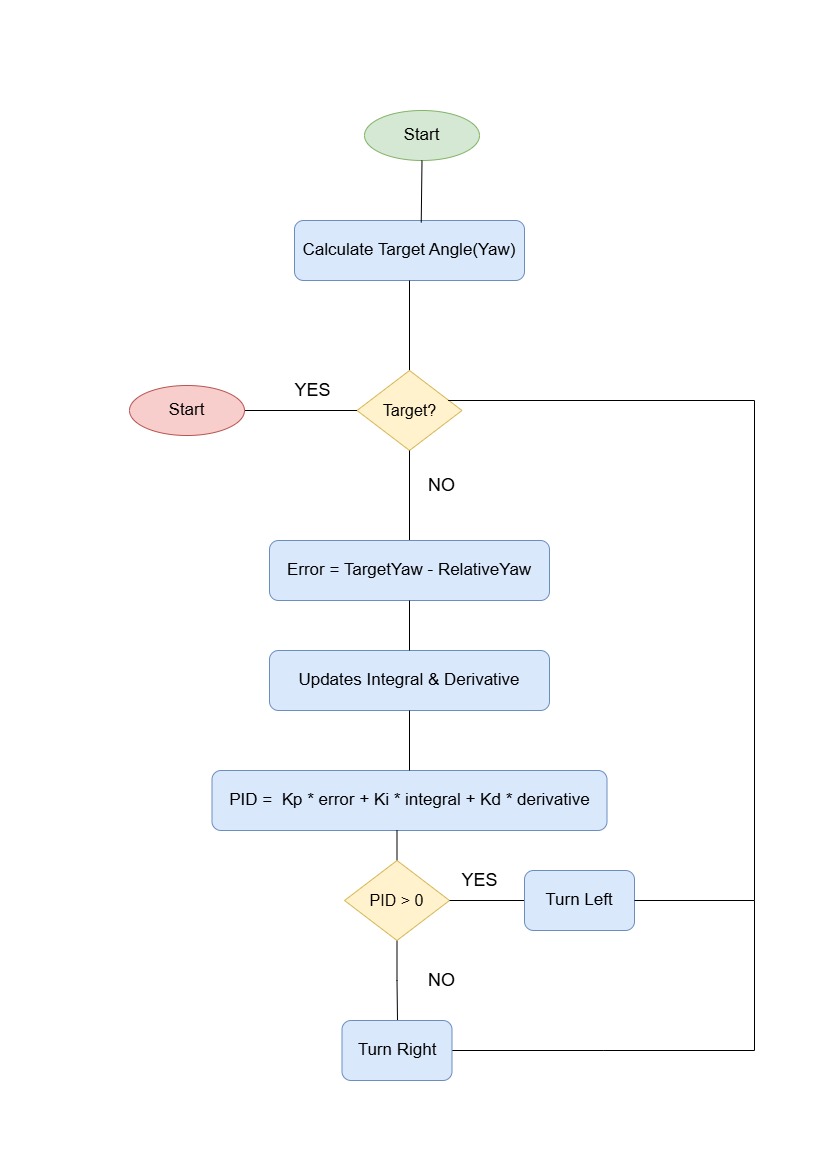 Start
Calculate Target Angle(Yaw)
YES
Start
Target?
NO
Error = TargetYaw - RelativeYaw
Updates Integral & Derivative
PID =  Kp * error + Ki * integral + Kd * derivative
YES
PID > 0
Turn Left
NO
Turn Right